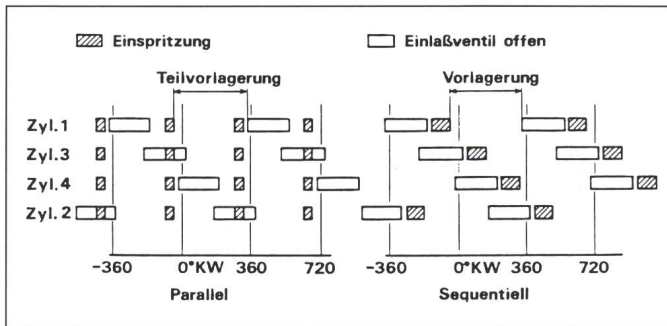 Einspritzung Einlaßventil offen
Teilvorlagerung Vorlagerung
Zyl.1
Zyl.3
Zyl.4
Zyl.2
-360 0°KW 360 720 -360 0°KW 360 720
Parallel Sequentiell